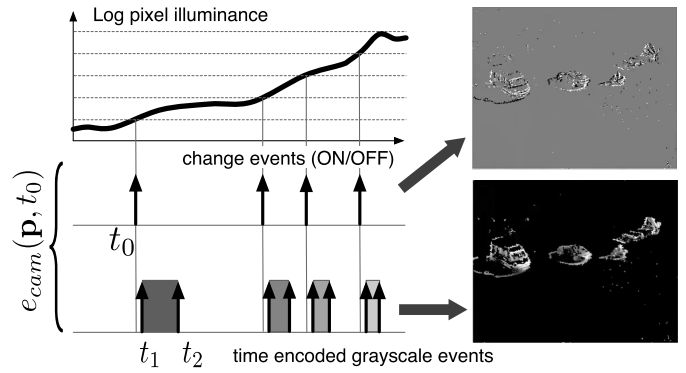 Log pixel illuminance
change events (ON/OFF)
e_cam(p, t_0)
t_0
t_1 t_2
time encoded grayscale events